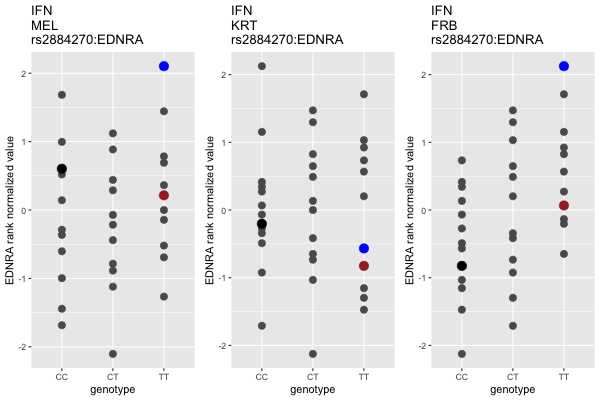 IFN
MEL
rs2884270:EDNRA
EDNRA rank normalized value
2
1
0
-1
-2
CC
CT
TT
genotype
IFN
KRT
rs2884270:EDNRA
EDNRA rank normalized value
2
1
0
-1
-2
CC
CT
TT
genotype
IFN
FRB
rs2884270:EDNRA
EDNRA rank normalized value
2
1
0
-1
-2
CC
CT
TT
genotype